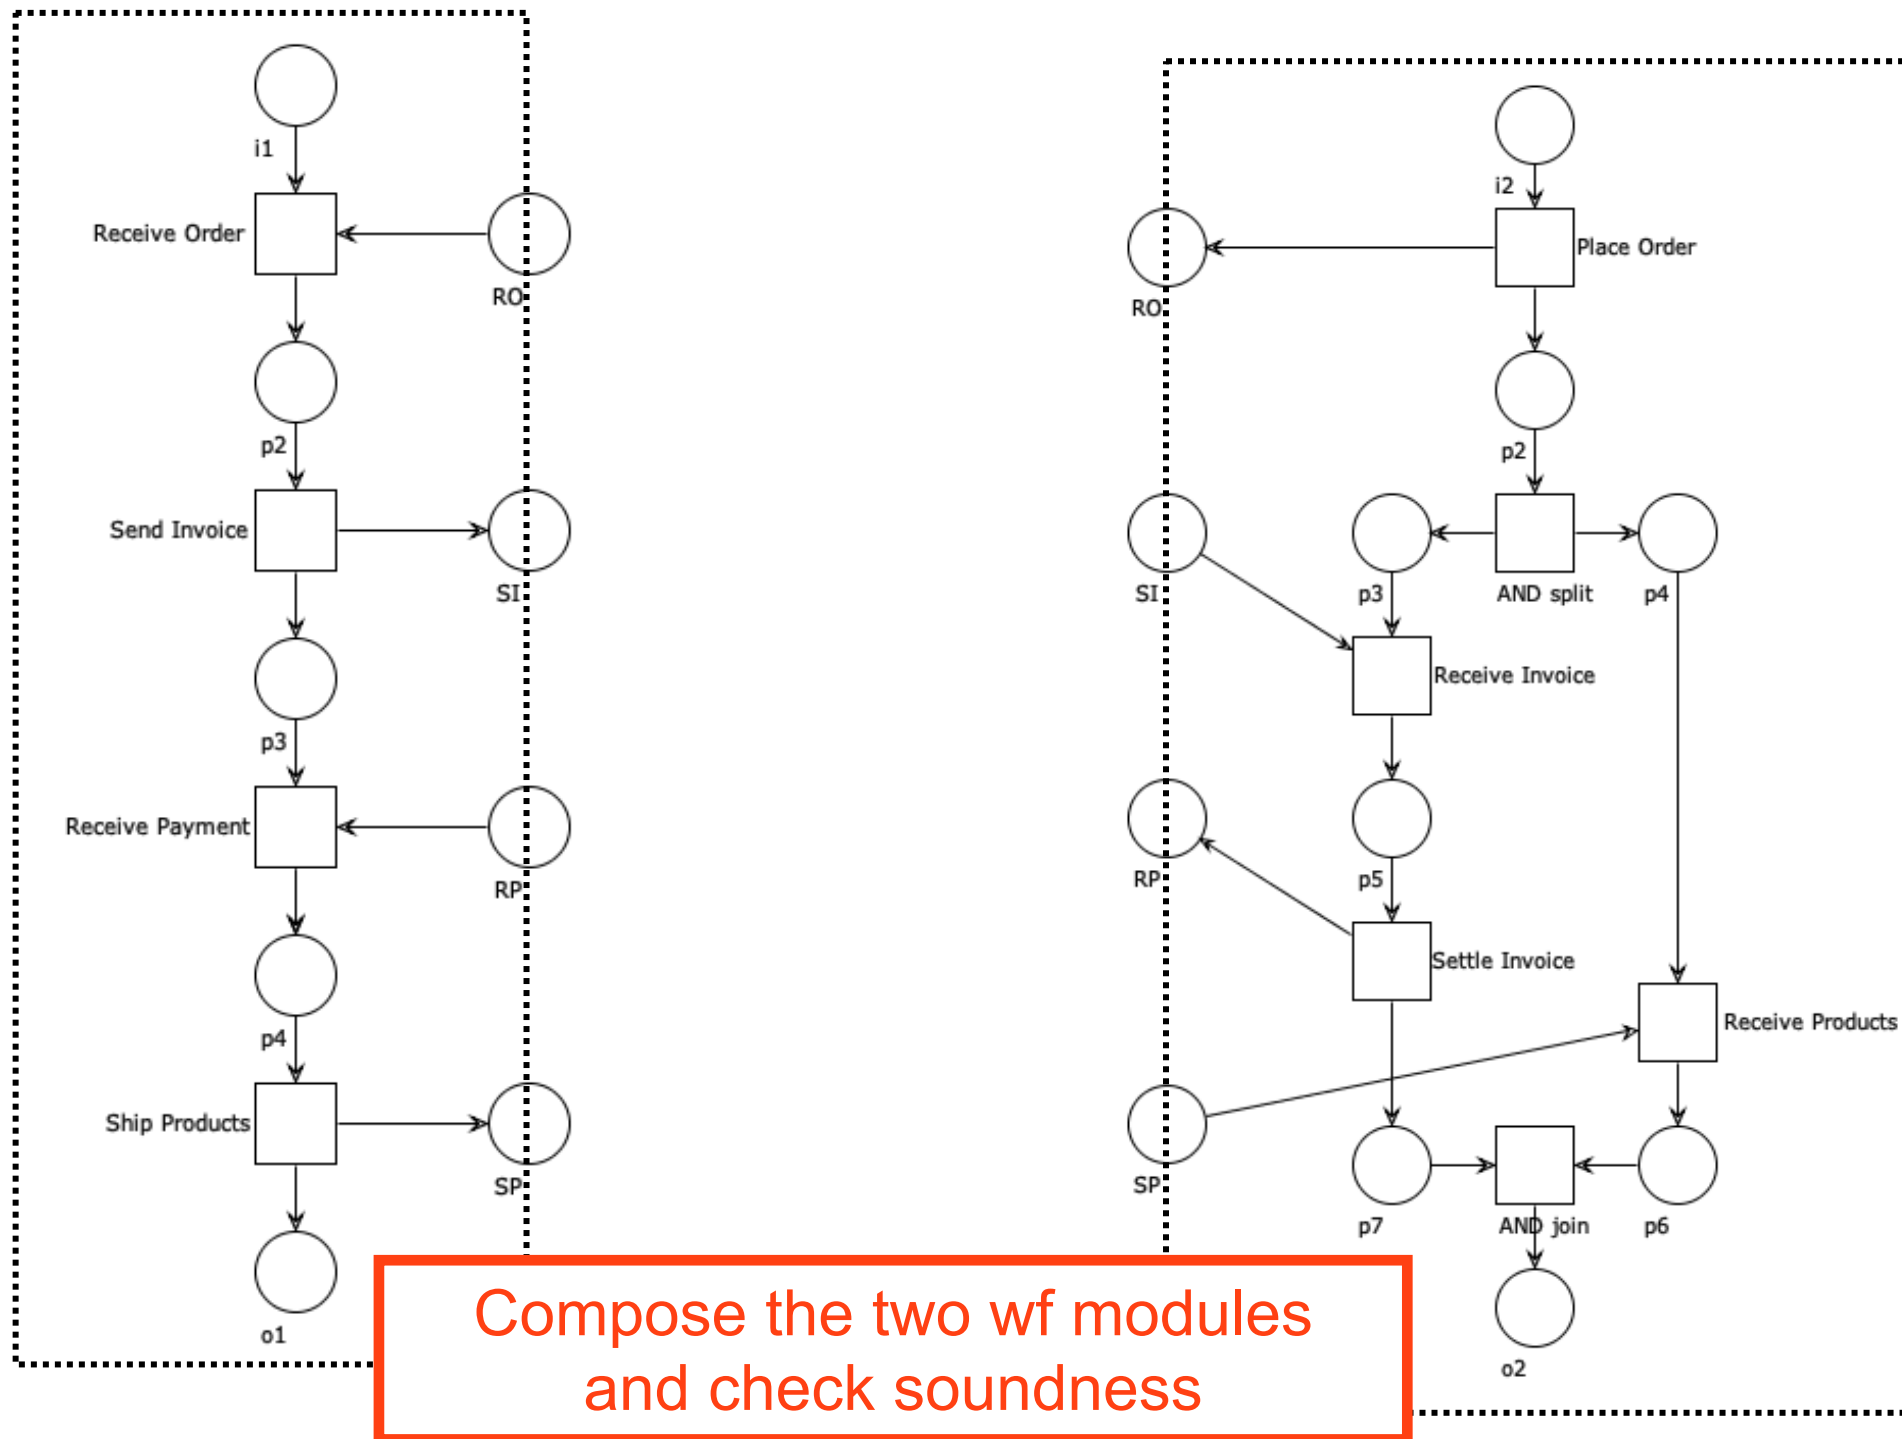 i1
Receive Order
RO
p2
Send Invoice
SI
p3
Receive Payment
RP
p4
Ship Products
SP
o1
i2
Place Order
RO
p2
SI
p3
AND split
p4
Receive Invoice
RP
p5
Settle Invoice
Receive Products
SP
p7
AND join
p6
o2
Compose the two wf modules
and check soundness